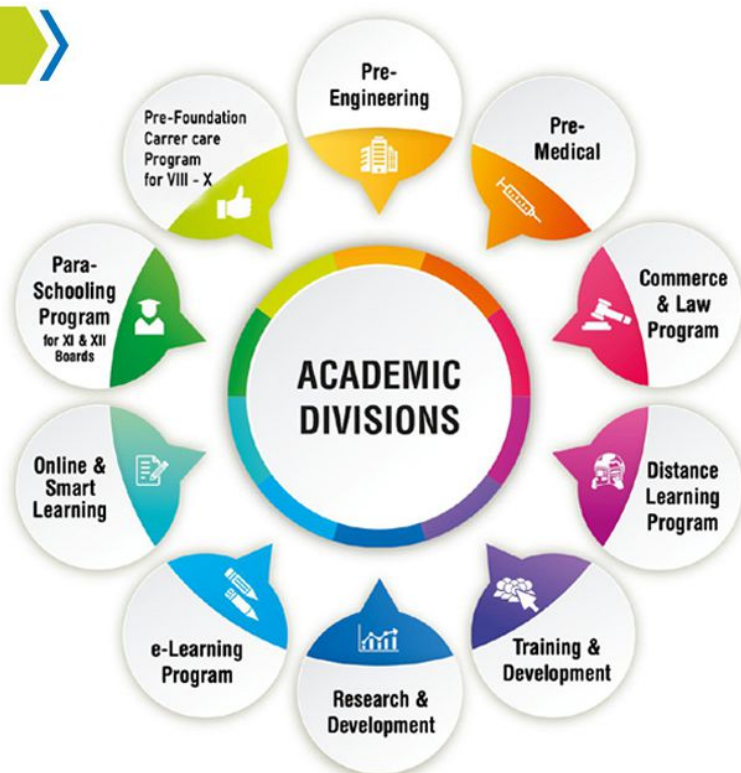 Pre-
Engineering
Pre-
Medical
Commerce
& Law
Program
Distance
Learning
Program
Training &
Development
Research &
Development
e-Learning
Program
Online &
Smart
Learning
Para-
Schooling
Program
for XI & XII
Boards
Pre-Foundation
Carrer care
Program
for VIII - X
ACADEMIC
DIVISIONS